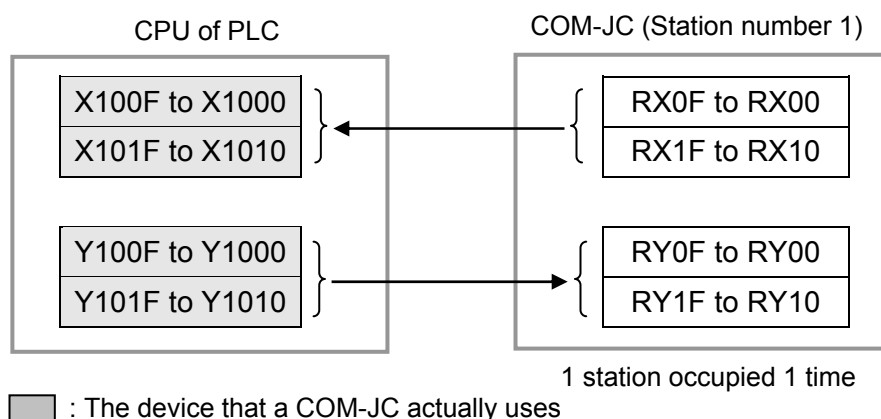 CPU of PLC
COM-JC (Station number 1)
X100F to X1000
X101F to X1010
RX0F to RX00
RX1F to RX10
Y100F to Y1000
Y101F to Y1010
RY0F to RY00
RY1F to RY10
1 station occupied 1 time
: The device that a COM-JC actually uses